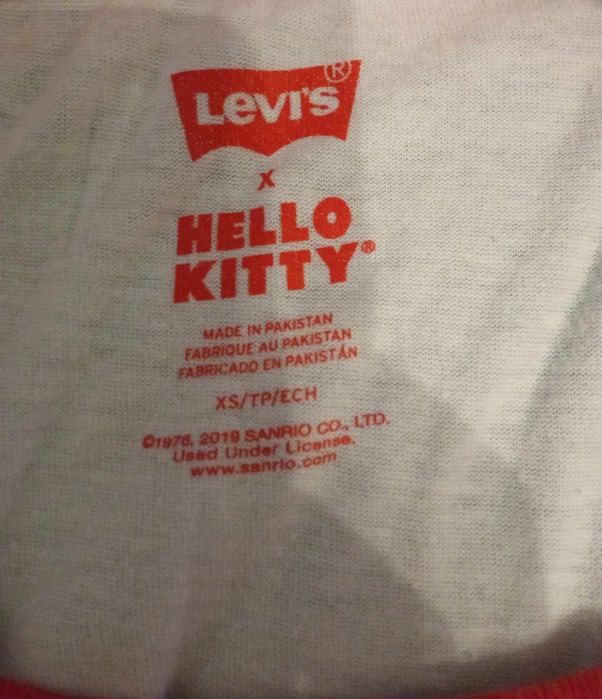 Levi's ®
X
HELLO
KITTY®
MADE IN PAKISTAN
FABRIQUE AU PAKISTAN
FABRICADO EN PAKISTÁN
XS/TP/ECH
©1976, 2019 SANRIO CO., LTD.
Used Under License.
www.sanrio.com